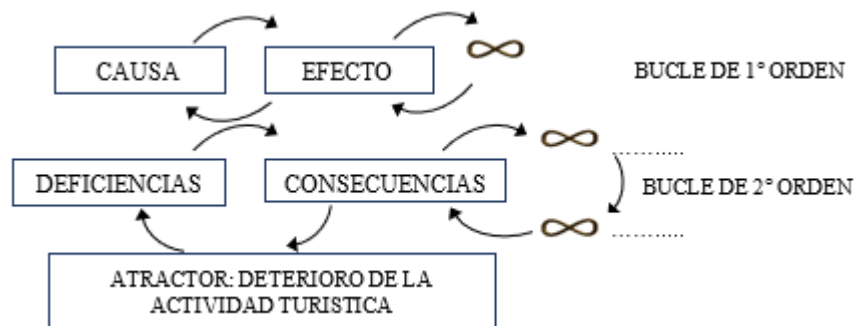 CAUSA
EFECTO
BUCLE DE 1° ORDEN
DEFICIENCIAS
CONSECUENCIAS
...........
BUCLE DE 2° ORDEN
...........
ATRACTOR: DETERIORO DE LA
ACTIVIDAD TURISTICA